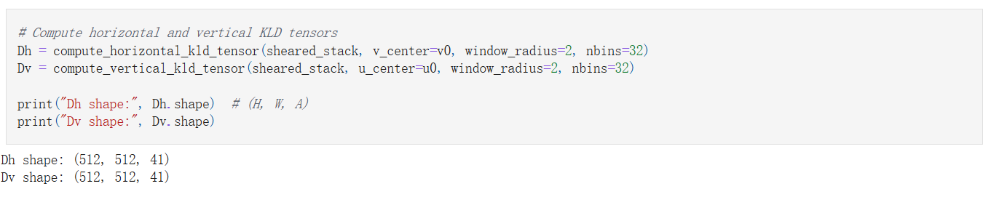 # Compute horizontal and vertical KLD tensors
Dh = compute_horizontal_kld_tensor(sheared_stack, v_center=v0, window_radius=2, nbins=32)
Dv = compute_vertical_kld_tensor(sheared_stack, u_center=u0, window_radius=2, nbins=32)
print("Dh shape:", Dh.shape)  # (H, W, A)
print("Dv shape:", Dv.shape)
Dh shape: (512, 512, 41)
Dv shape: (512, 512, 41)